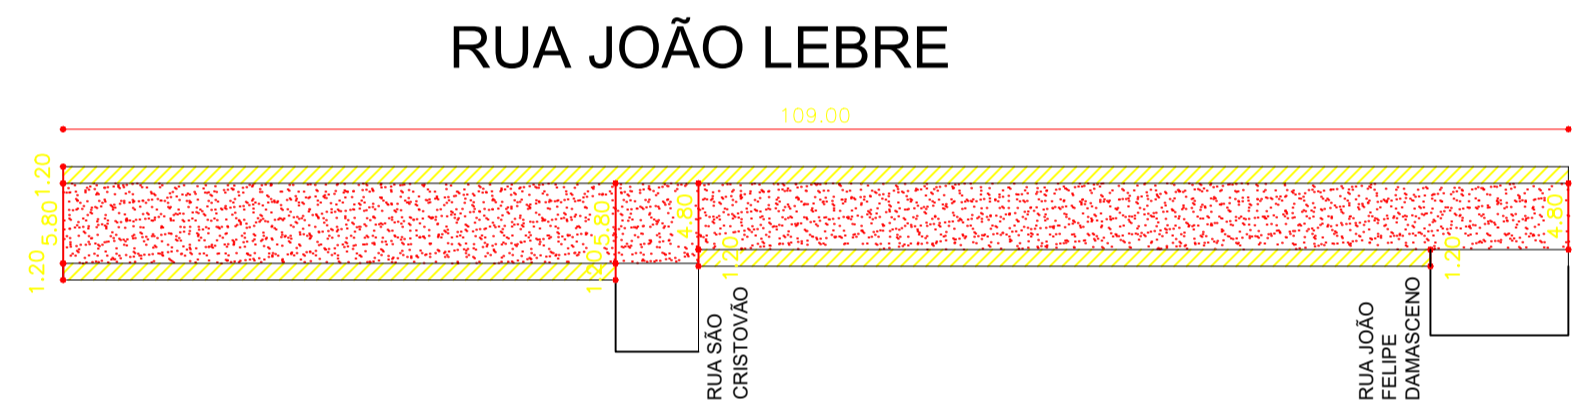 RUA JOÃO LEBRE
109.00
1.20
5.80
1.20
5.80
1.20
4.80
1.20
4.80
1.20
RUA SÃO
CRISTOVÃO
RUA JOÃO
FELIPE
DAMASCENO